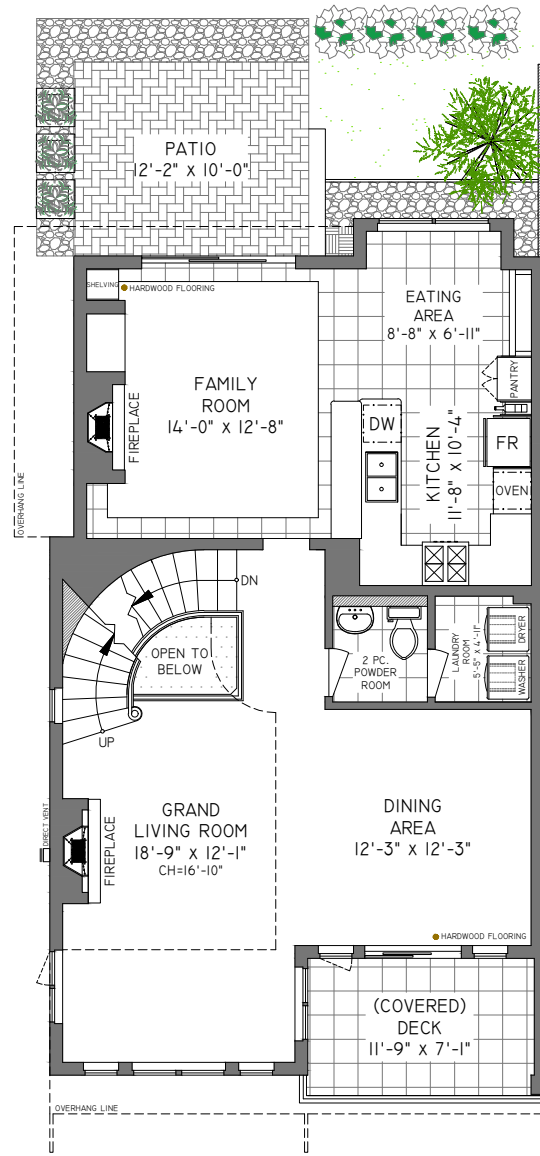 PATIO
12'-2" x 10'-0"
SHELVING
HARDWOOD FLOORING
EATING
AREA
8'-8" x 6'-11"
FAMILY
ROOM
14'-0" x 12'-8"
FIREPLACE
PANTRY
DW
KITCHEN
11'-8" x 10'-4"
FR
OVEN
OVERHANG LINE
DN
OPEN TO
BELOW
UP
2 PC.
POWDER
ROOM
LAUNDRY
ROOM
5'-5" x 4'-11"
DRYER
WASHER
DIRECT VENT
FIREPLACE
GRAND
LIVING ROOM
18'-9" x 12'-1"
CH=16'-10"
DINING
AREA
12'-3" x 12'-3"
HARDWOOD FLOORING
(COVERED)
DECK
11'-9" x 7'-1"
OVERHANG LINE